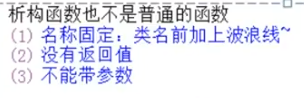 析构函数也不是普通的函数
(1) 名称固定：类名前加上波浪线~
(2) 没有返回值
(3) 不能带参数